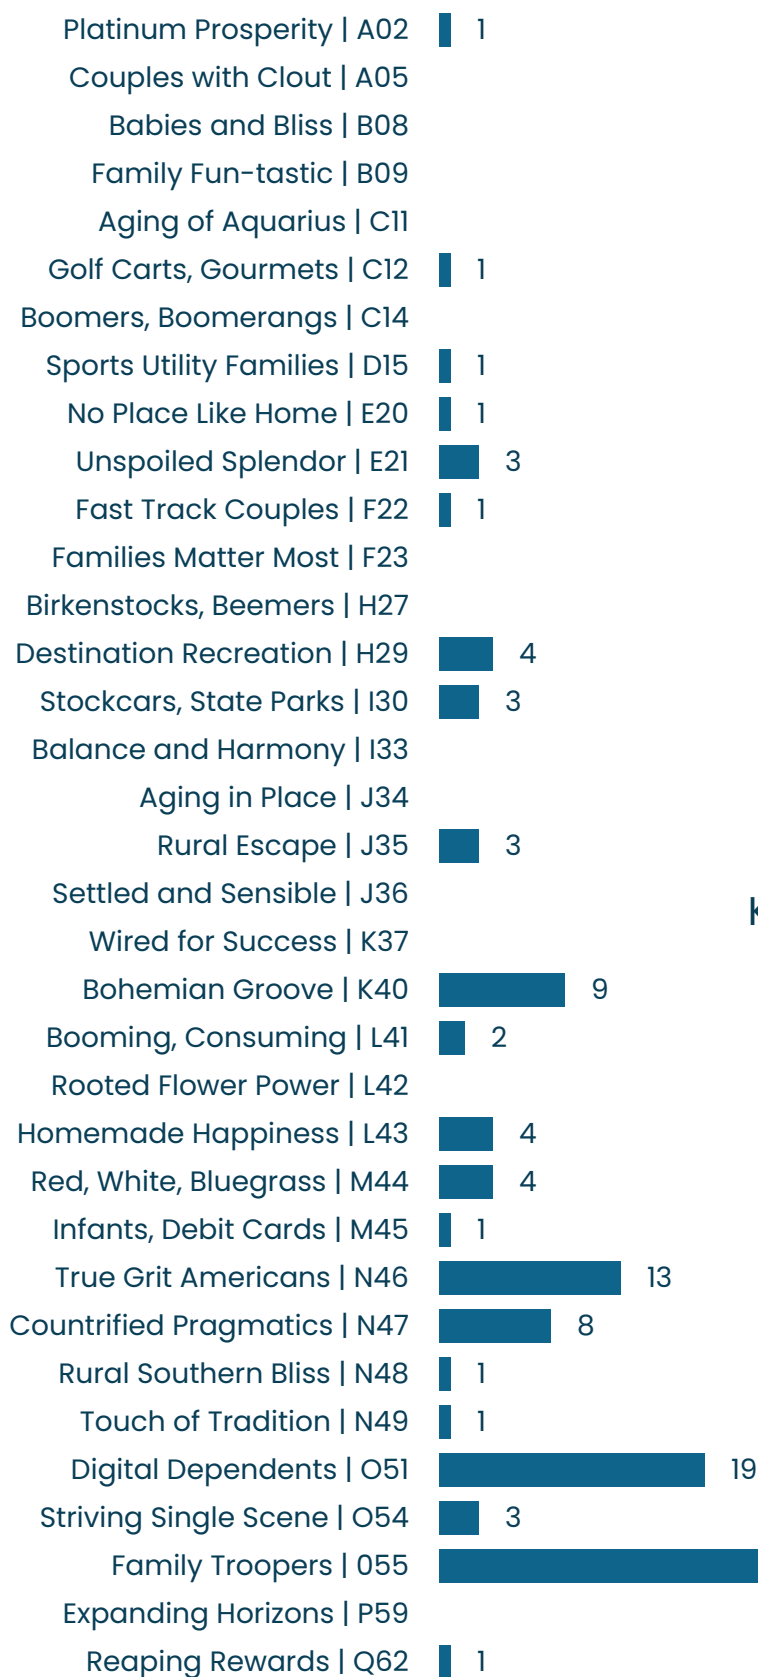 Platinum Prosperity | A02 1
Couples with Clout | A05
Babies and Bliss | B08
Family Fun-tastic | B09
Aging of Aquarius | C11
Golf Carts, Gourmets | C12 1
Boomers, Boomerangs | C14
Sports Utility Families | D15 1
No Place Like Home | E20 1
Unspoiled Splendor | E21 3
Fast Track Couples | F22 1
Families Matter Most | F23
Birkenstocks, Beemers | H27
Destination Recreation | H29 4
Stockcars, State Parks | I30 3
Balance and Harmony | I33
Aging in Place | J34
Rural Escape | J35 3
Settled and Sensible | J36
Wired for Success | K37
Bohemian Groove | K40 9
Booming, Consuming | L41 2
Rooted Flower Power | L42
Homemade Happiness | L43 4
Red, White, Bluegrass | M44 4
Infants, Debit Cards | M45 1
True Grit Americans | N46 13
Countrified Pragmatics | N47 8
Rural Southern Bliss | N48 1
Touch of Tradition | N49 1
Digital Dependents | O51 19
Striving Single Scene | O54 3
Family Troopers | 055
Expanding Horizons | P59
Reaping Rewards | Q62 1